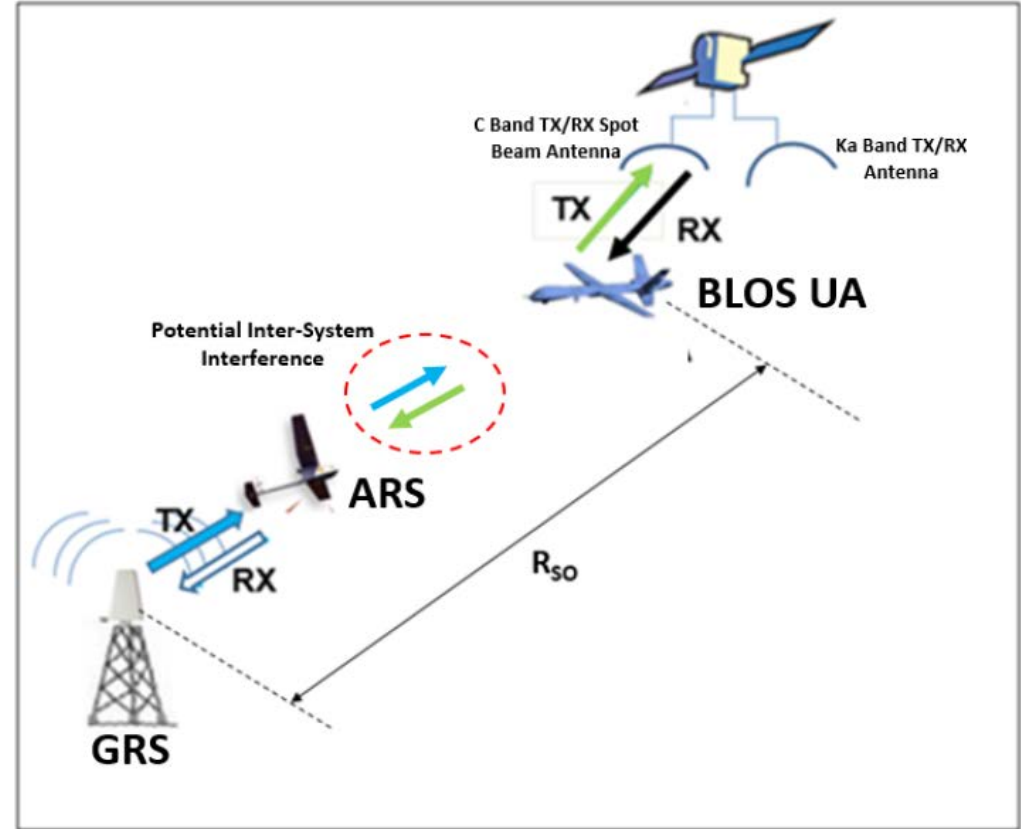 C Band TX/RX Spot
Beam Antenna
Ka Band TX/RX
Antenna
TX
RX
BLOS UA
Potential Inter-System
Interference
ARS
TX
RX
R_SO
GRS